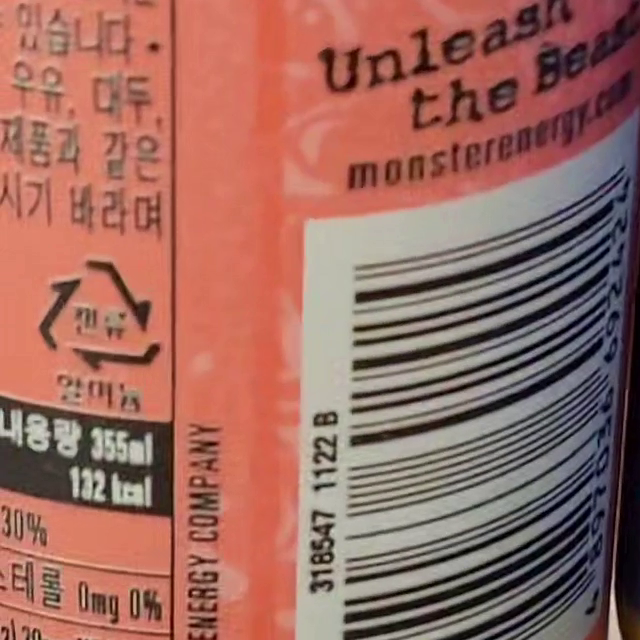 있습니다.
우유, 대두,
제품과 같은
시기 바라며
캔류
알미늄
내용량 355ml
132 kcal
30%
스테롤 0mg 0%
ENERGY COMPANY
Unleash
the Beast
monsterenergy.com
318547 1122 B